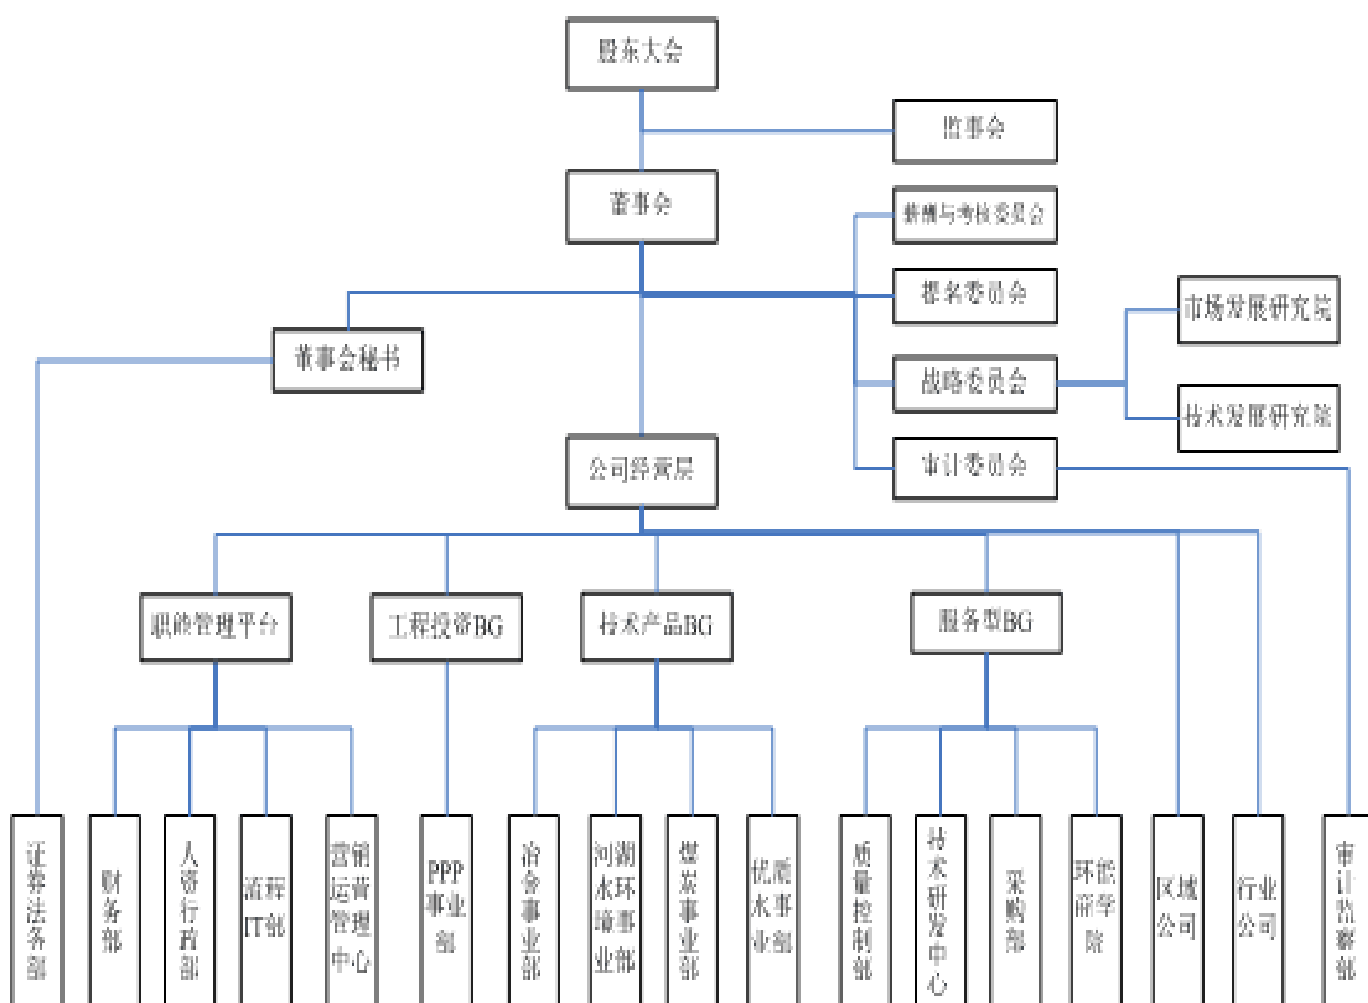 股东大会
监事会
董事会
薪酬与考核委员会
提名委员会
市场发展研究院
董事会秘书
战略委员会
技术发展研究院
公司经营层
审计委员会
职能管理平台
工程投资BG
技术产品BG
服务型BG
证券法务部
财务部
人资行政部
流程
IT部
营销
运营
管理
中心
PPP
事业
部
冶金事业部
河湖
水环
境事
业部
煤炭事业部
优质
水事
业部
质量控制部
技术研发中心
采购部
环能
商学
院
区域
公司
行业
公司
审计监察部